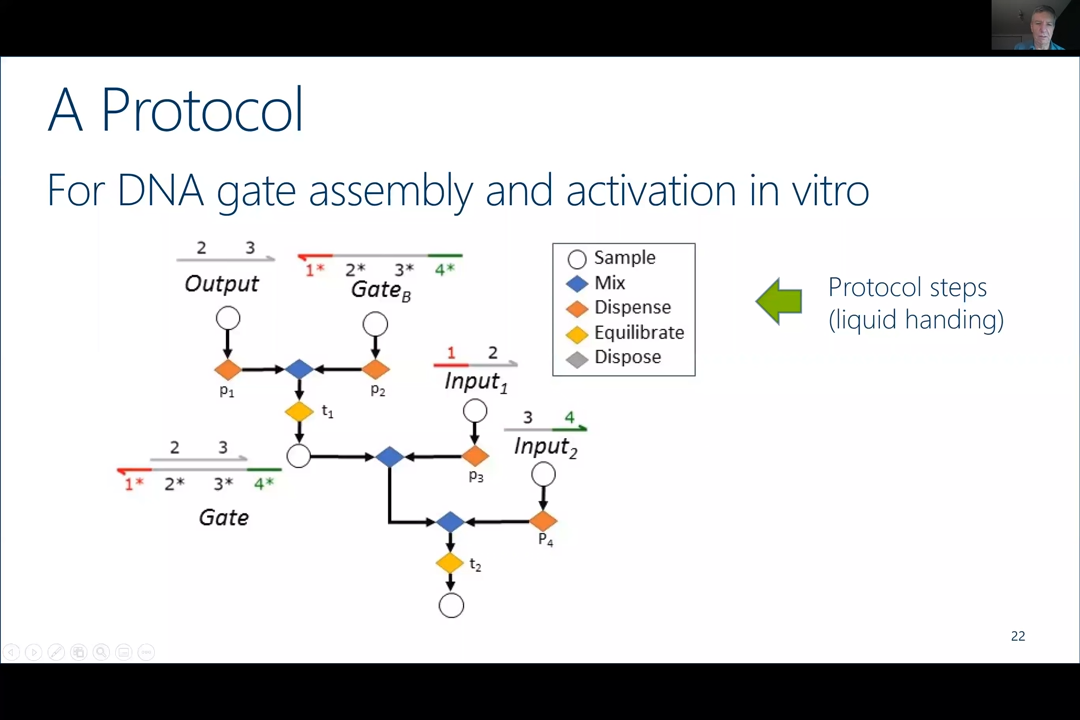 A Protocol
For DNA gate assembly and activation in vitro
2 3
Output
1* 2* 3* 4*
GateB
Sample
Mix
Dispense
Equilibrate
Dispose
Protocol steps
(liquid handing)
p1
p2
1 2
Input1
t1
3 4
Input2
2 3
1* 2* 3* 4*
Gate
p3
p4
t2
22